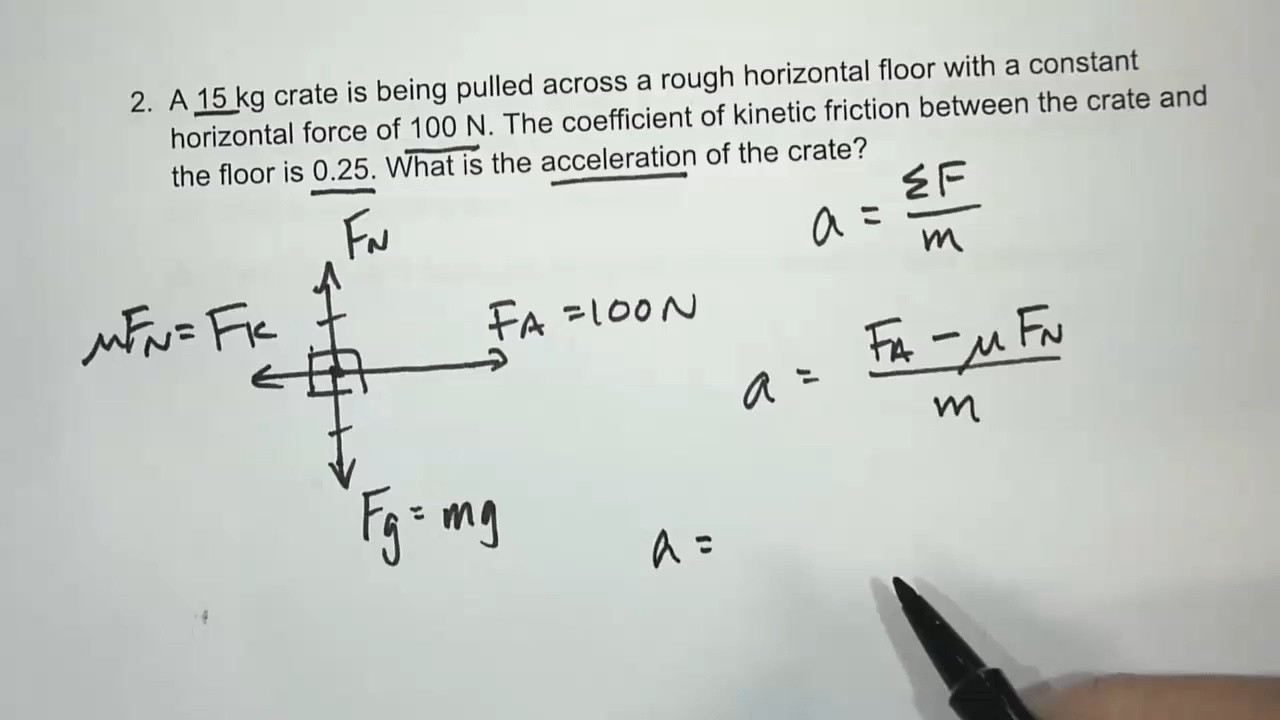 2. A 15 kg crate is being pulled across a rough horizontal floor with a constant
horizontal force of 100 N. The coefficient of kinetic friction between the crate and
the floor is 0.25. What is the acceleration of the crate?
a = ΣF / m
FN
μFN = FK
FA = 100N
a = FA - μFN / m
Fg = mg
a =